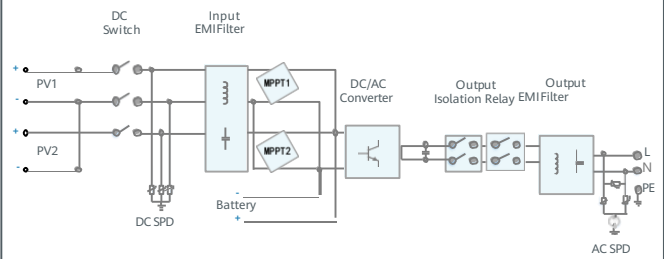 DC
Switch
Input
EMIFilter
+
PV1
-
+
PV2
-
MPPT1
MPPT2
DC/AC
Converter
Output
Isolation Relay
Output
EMIFilter
L
N
PE
-
Battery
+
DC SPD
AC SPD